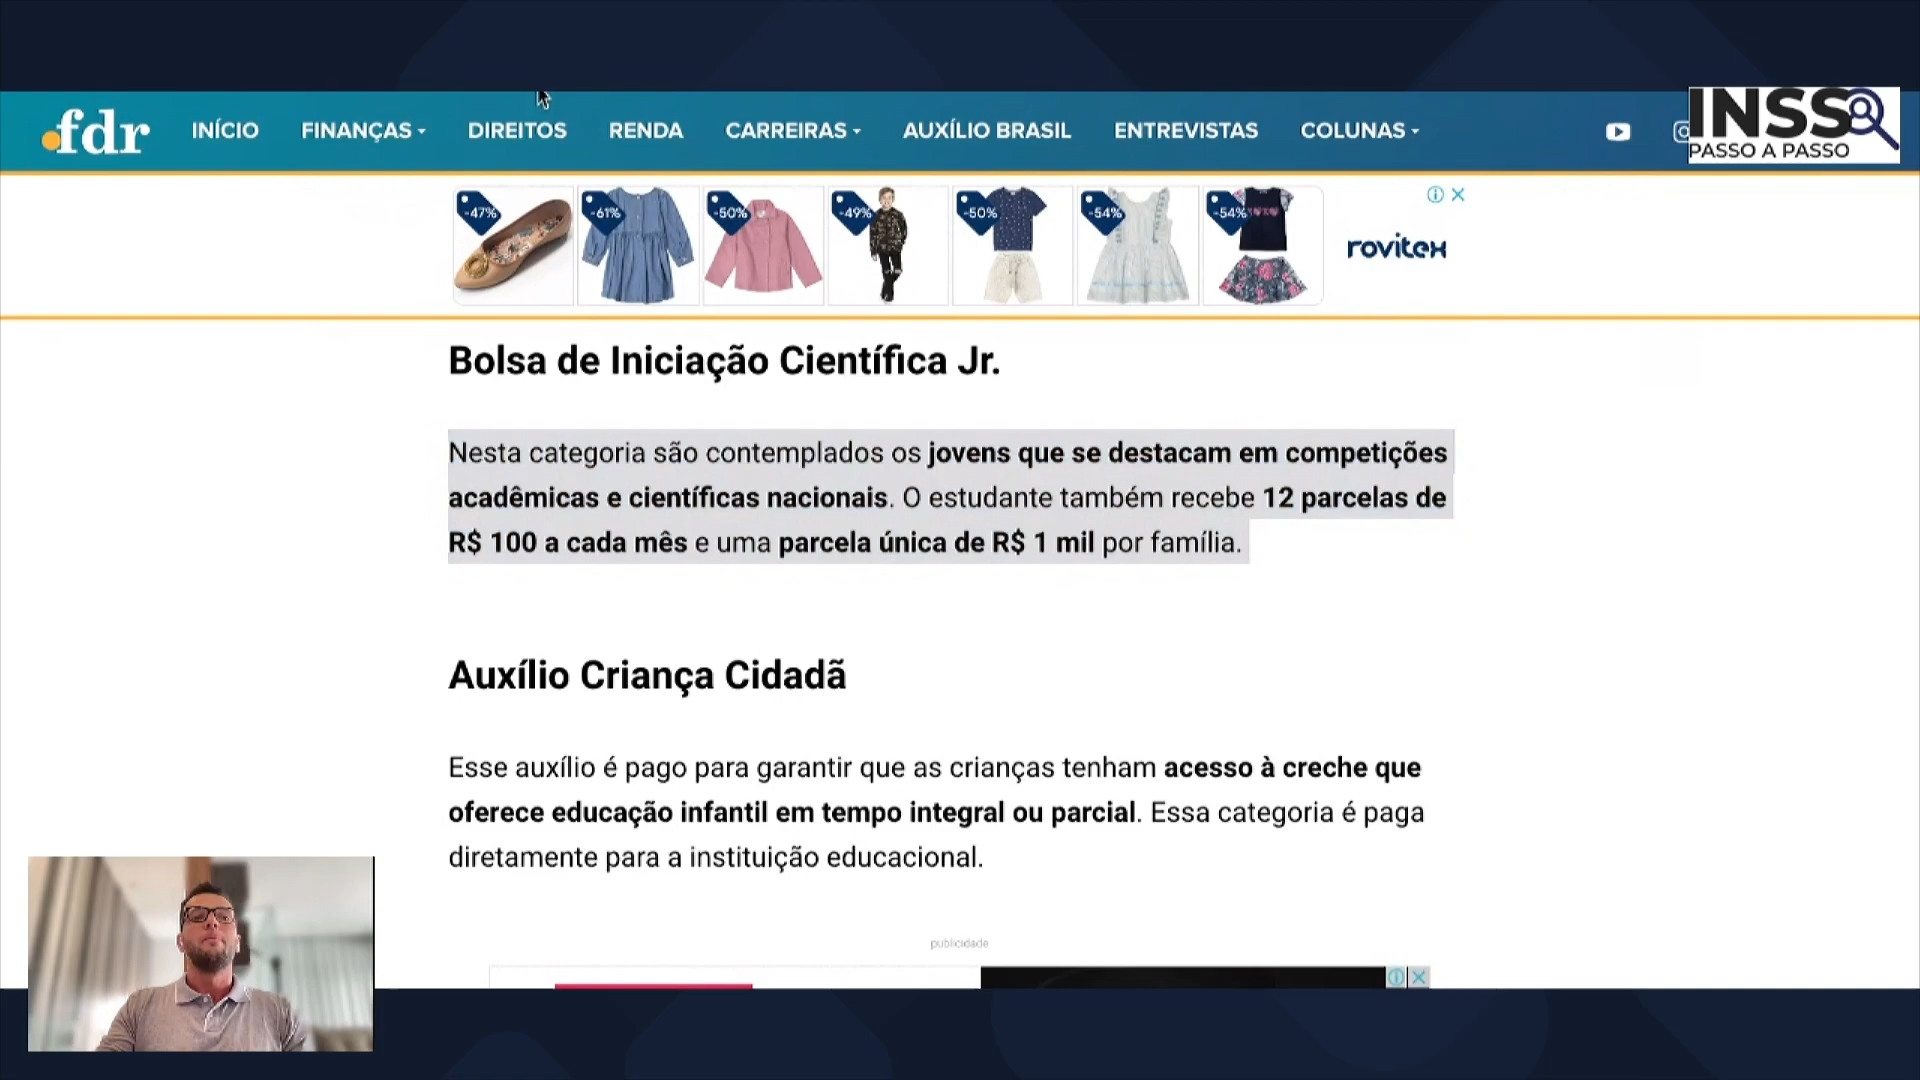 fdr
INÍCIO
FINANÇAS
DIREITOS
RENDA
CARREIRAS
AUXÍLIO BRASIL
ENTREVISTAS
COLUNAS
INSS
PASSO A PASSO
-47%
-61%
-50%
-49%
-50%
-54%
-54%
rovitex
Bolsa de Iniciação Científica Jr.
Nesta categoria são contemplados os jovens que se destacam em competições
acadêmicas e científicas nacionais. O estudante também recebe 12 parcelas de
R$ 100 a cada mês e uma parcela única de R$ 1 mil por família.
Auxílio Criança Cidadã
Esse auxílio é pago para garantir que as crianças tenham acesso à creche que
oferece educação infantil em tempo integral ou parcial. Essa categoria é paga
diretamente para a instituição educacional.
publicidade